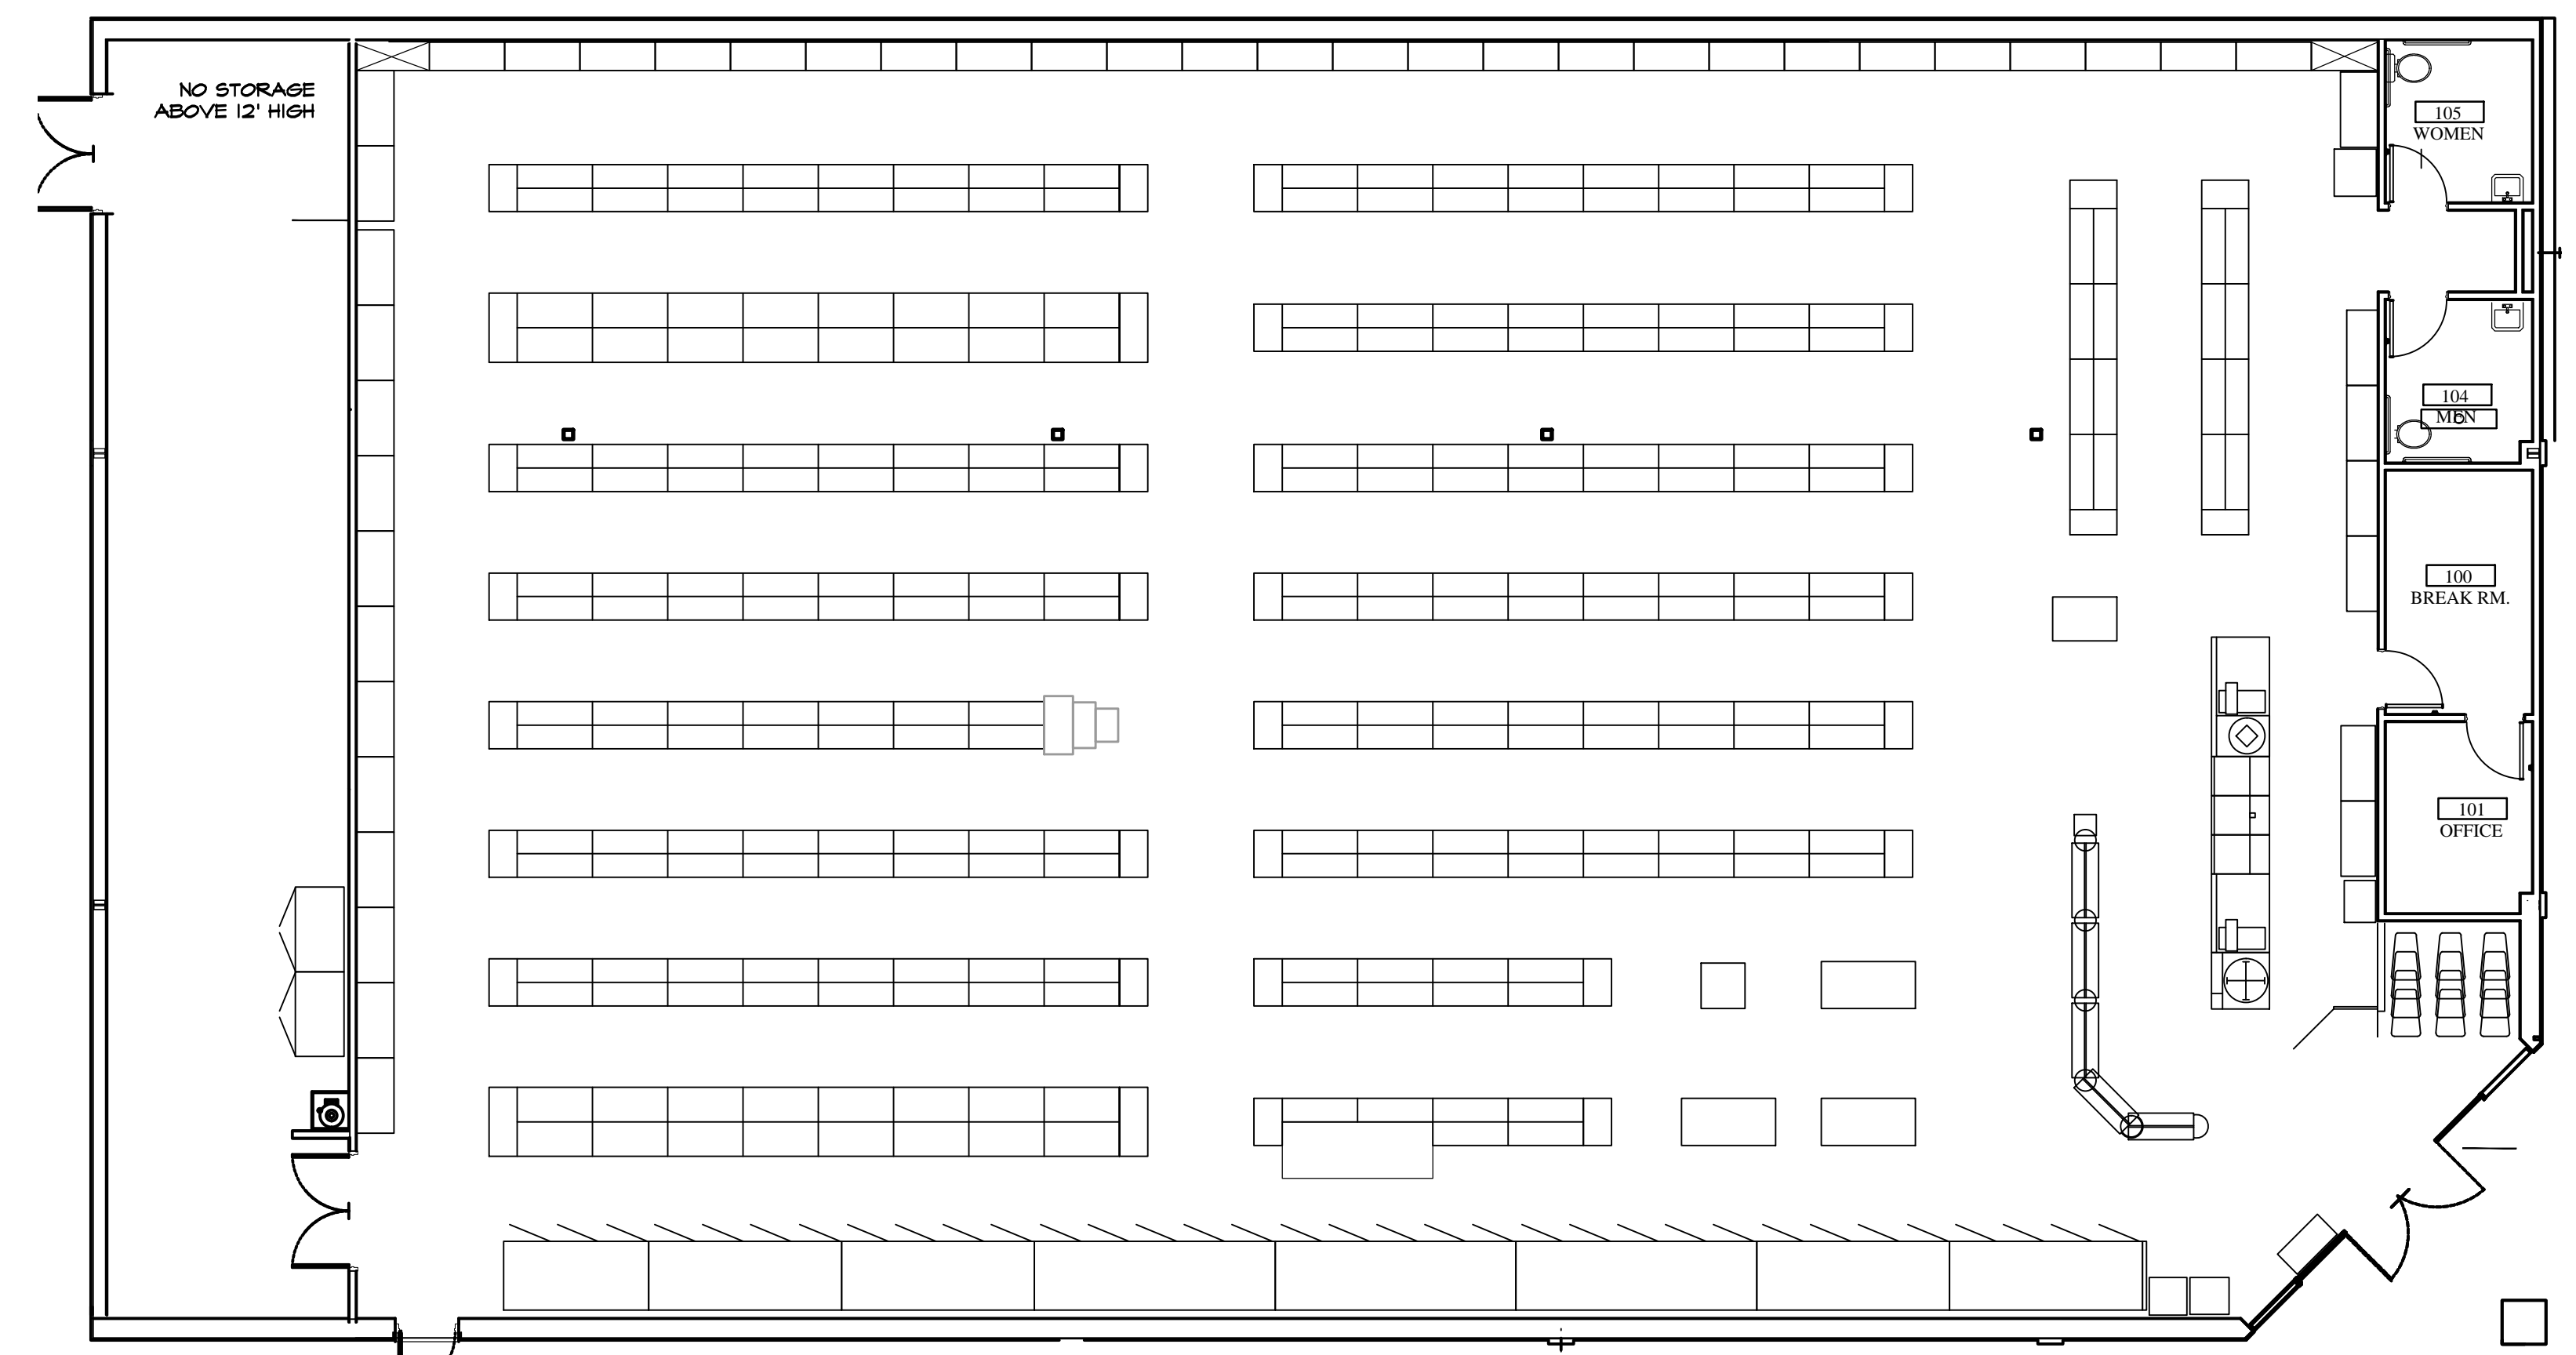 NO STORAGE
ABOVE 12' HIGH
105
WOMEN
104
MEN
100
BREAK RM.
101
OFFICE